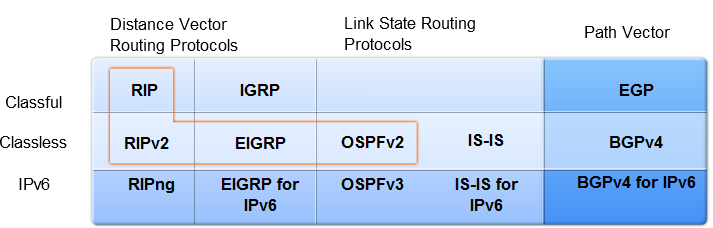 Distance Vector
Routing Protocols
Link State Routing
Protocols
Path Vector
Classful
RIP
IGRP
EGP
Classless
RIPv2
EIGRP
OSPFv2
IS-IS
BGPv4
IPv6
RIPng
EIGRP for
IPv6
OSPFv3
IS-IS for
IPv6
BGPv4 for IPv6